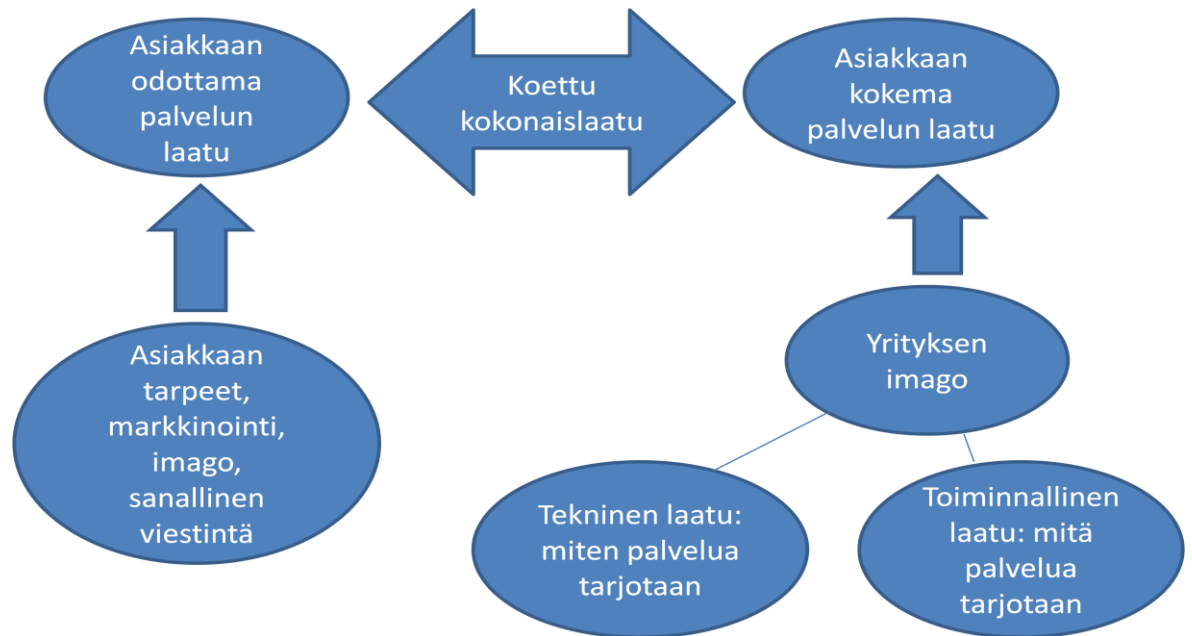 Asiakkaan
odottama
palvelun
laatu
Koettu
kokonaislaatu
Asiakkaan
kokema
palvelun laatu
Asiakkaan
tarpeet,
markkinointi,
imago,
sanallinen
viestintä
Yrityksen
imago
Tekninen laatu:
miten palvelua
tarjotaan
Toiminnallinen
laatu: mitä
palvelua
tarjotaan